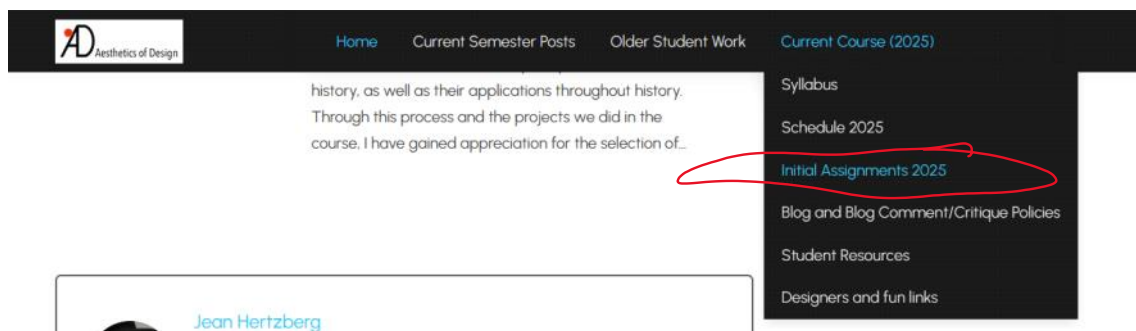 AD Aesthetics of Design
Home Current Semester Posts Older Student Work Current Course (2025)
Syllabus
Schedule 2025
Initial Assignments 2025
Blog and Blog Comment/Critique Policies
Student Resources
Designers and fun links
history, as well as their applications throughout history.
Through this process and the projects we did in the
course, I have gained appreciation for the selection of...
Jean Hertzberg